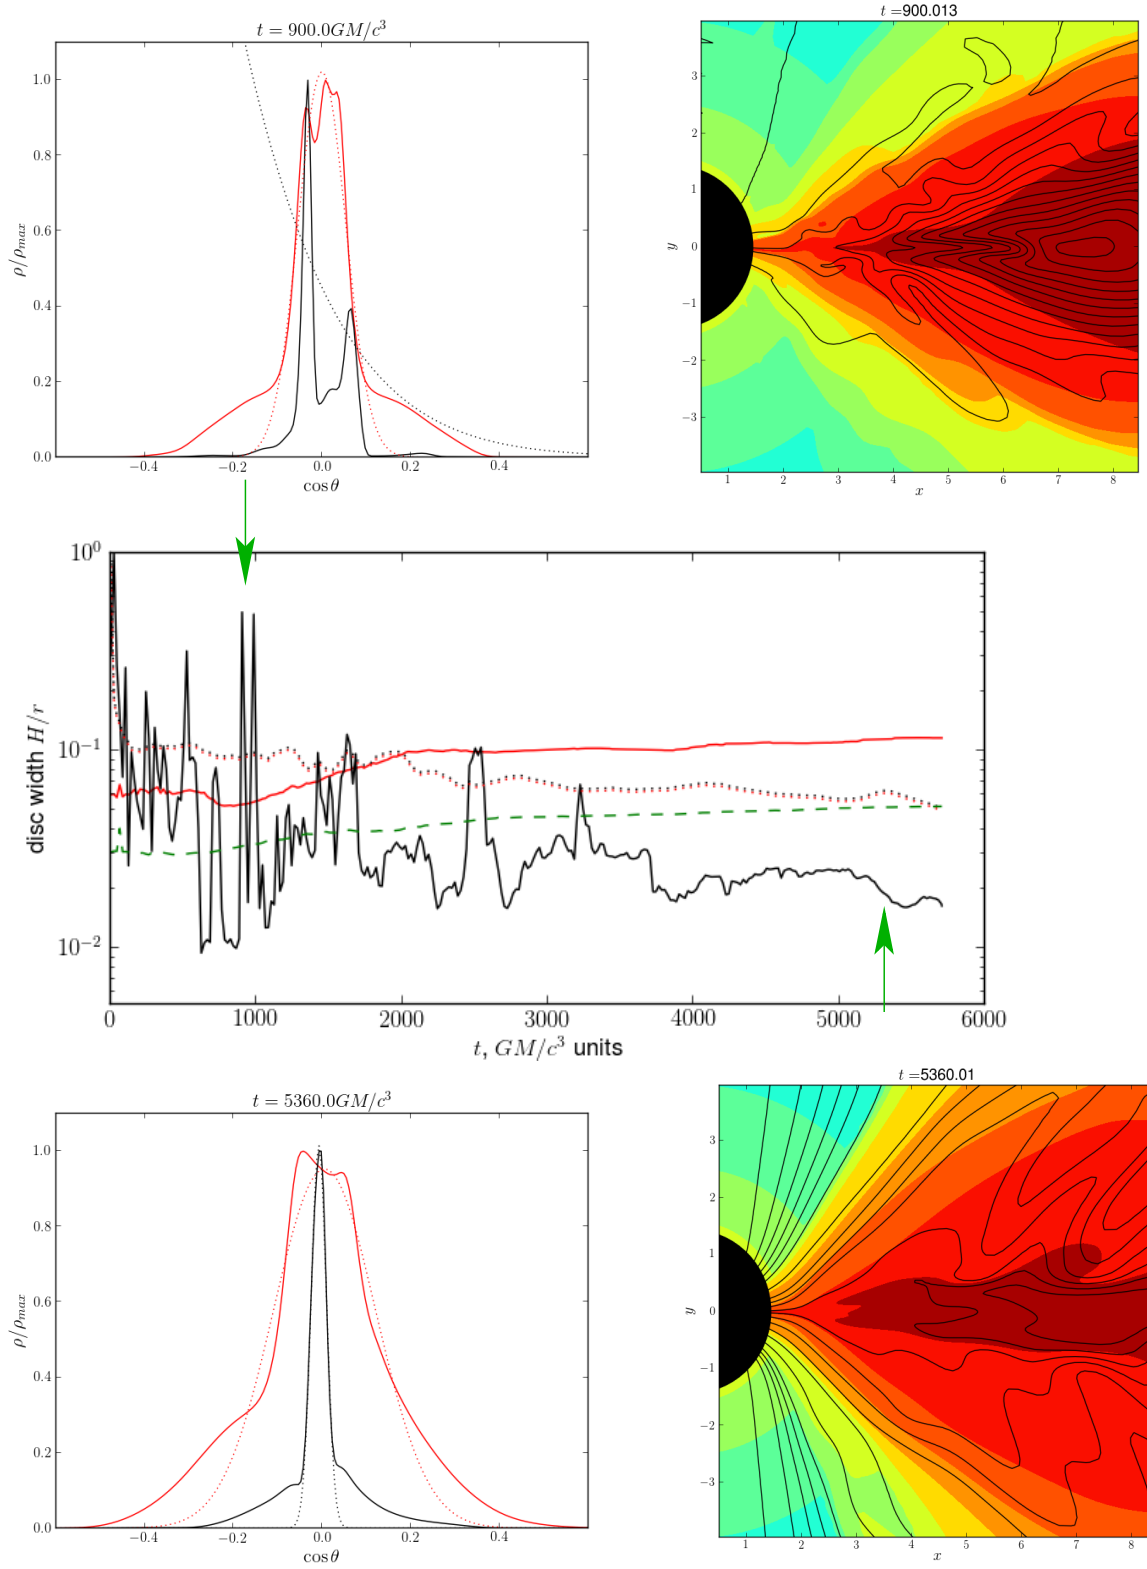 t = 900.0GM/c³
1.0
0.8
0.6
0.4
0.2
0.0
ρ/ρmax
−0.4 −0.2 0.0 0.2 0.4
cos θ
t =900.013
3
2
1
0
−1
−2
−3
y
1 2 3 4 5 6 7 8
x
10⁰
10⁻¹
10⁻²
disc width H/r
0 1000 2000 3000 4000 5000 6000
t, GM/c³ units
t = 5360.0GM/c³
1.0
0.8
0.6
0.4
0.2
0.0
ρ/ρmax
−0.4 −0.2 0.0 0.2 0.4
cos θ
t =5360.01
3
2
1
0
−1
−2
−3
y
1 2 3 4 5 6 7 8
x